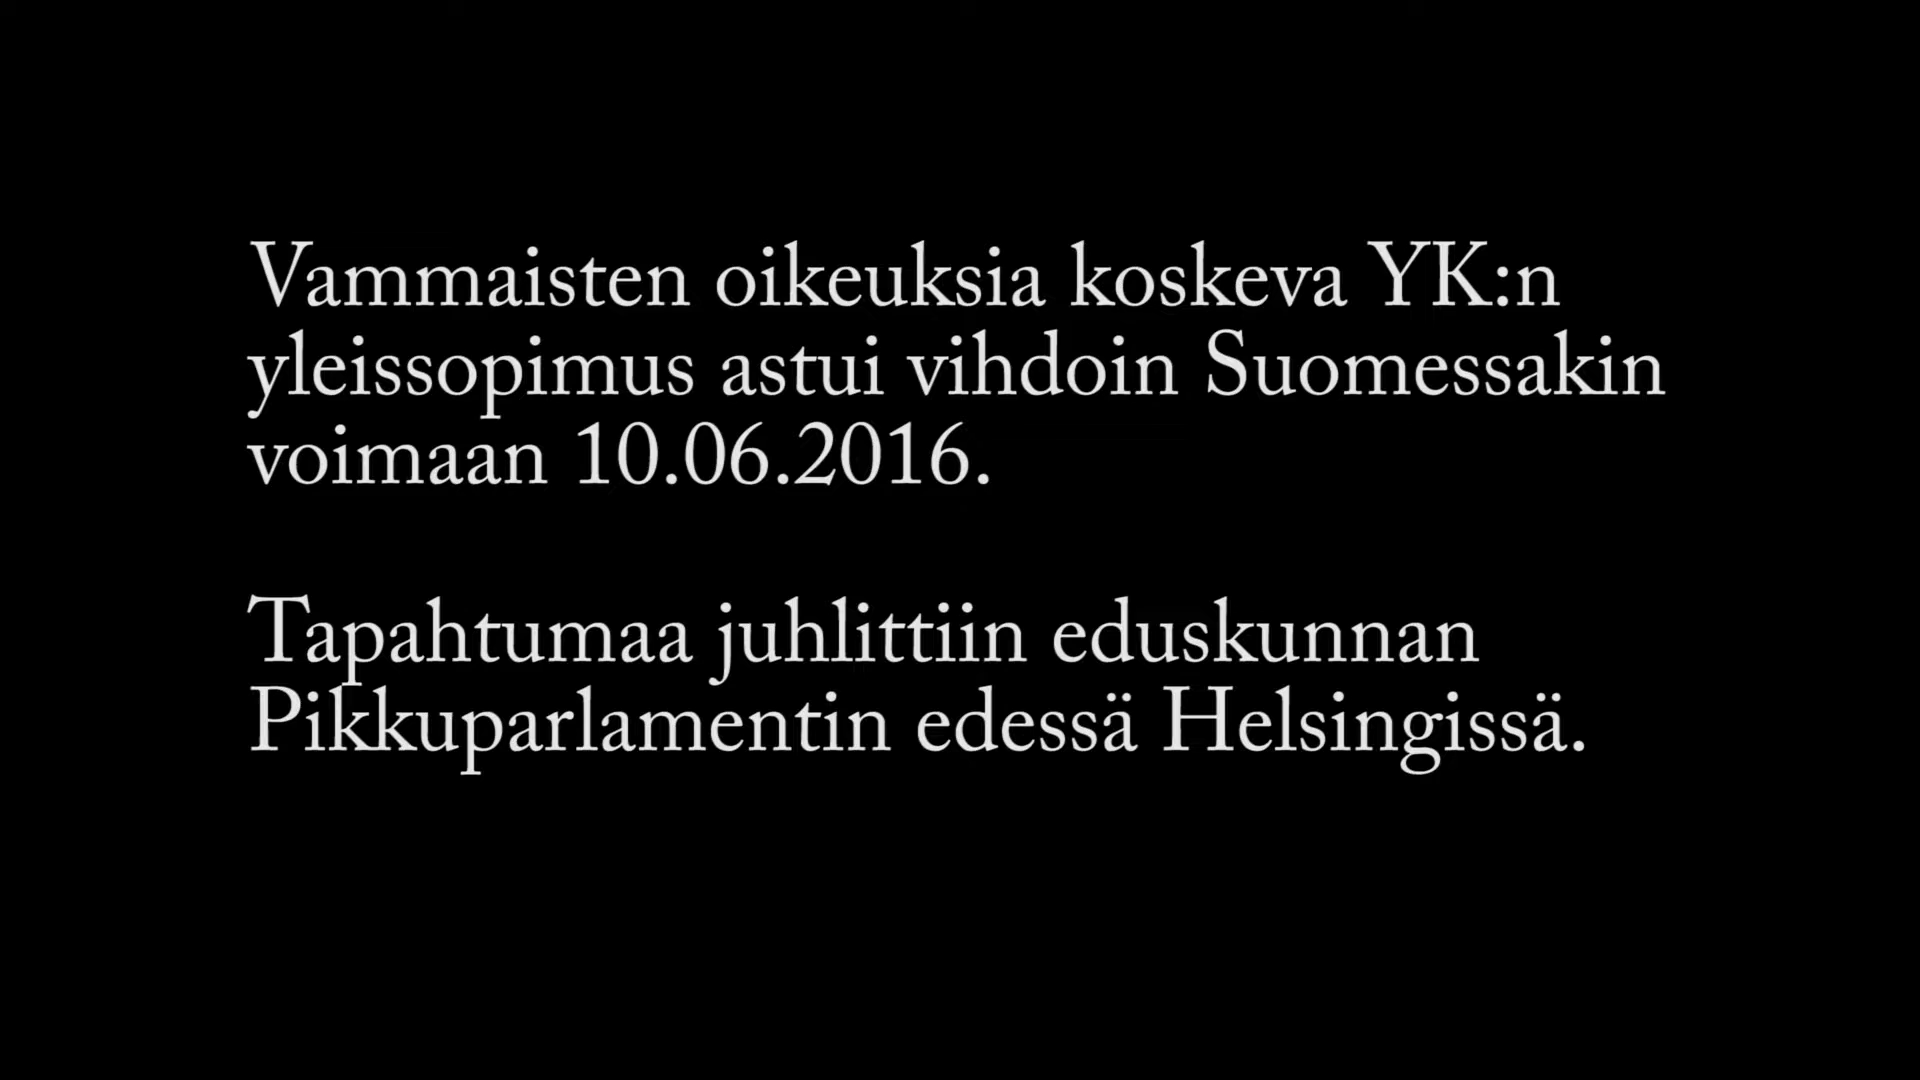 Vammaisten oikeuksia koskeva YK:n
yleissopimus astui vihdoin Suomessakin
voimaan 10.06.2016.
Tapahtumaa juhlittiin eduskunnan
Pikkuparlamentin edessä Helsingissä.